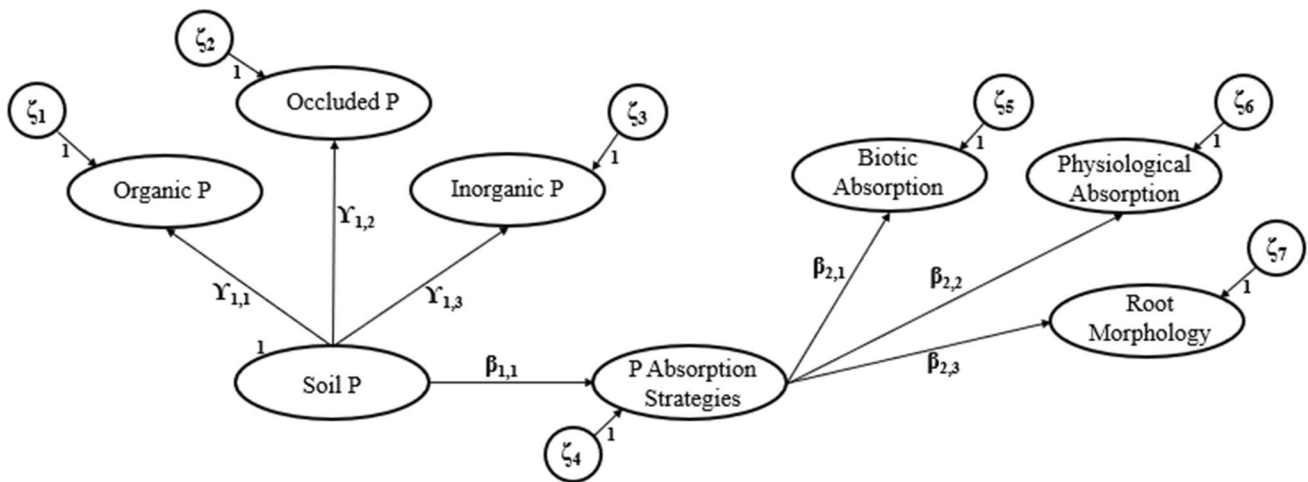 ζ2
1
Occluded P
ζ1
1
Organic P
ζ3
1
Inorganic P
ϒ1,1
ϒ1,2
ϒ1,3
1
Soil P
β1,1
P Absorption
Strategies
ζ4
1
ζ5
1
Biotic
Absorption
ζ6
1
Physiological
Absorption
ζ7
1
Root
Morphology
β2,1
β2,2
β2,3